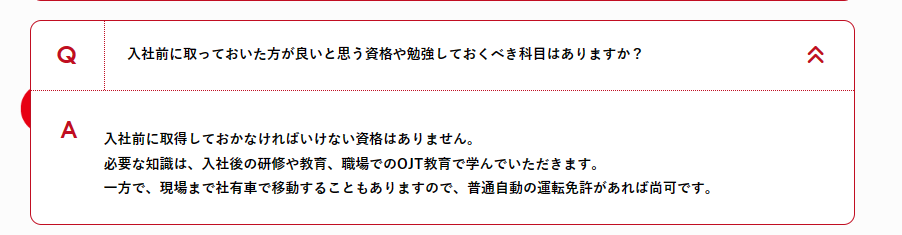 Q
入社前に取っておいた方が良いと思う資格や勉強しておくべき科目はありますか？
A
入社前に取得しておかなければいけない資格はありません。
必要な知識は、入社後の研修や教育、職場でのOJT教育で学んでいただきます。
一方で、現場まで社有車で移動することもありますので、普通自動の運転免許があれば尚可です。